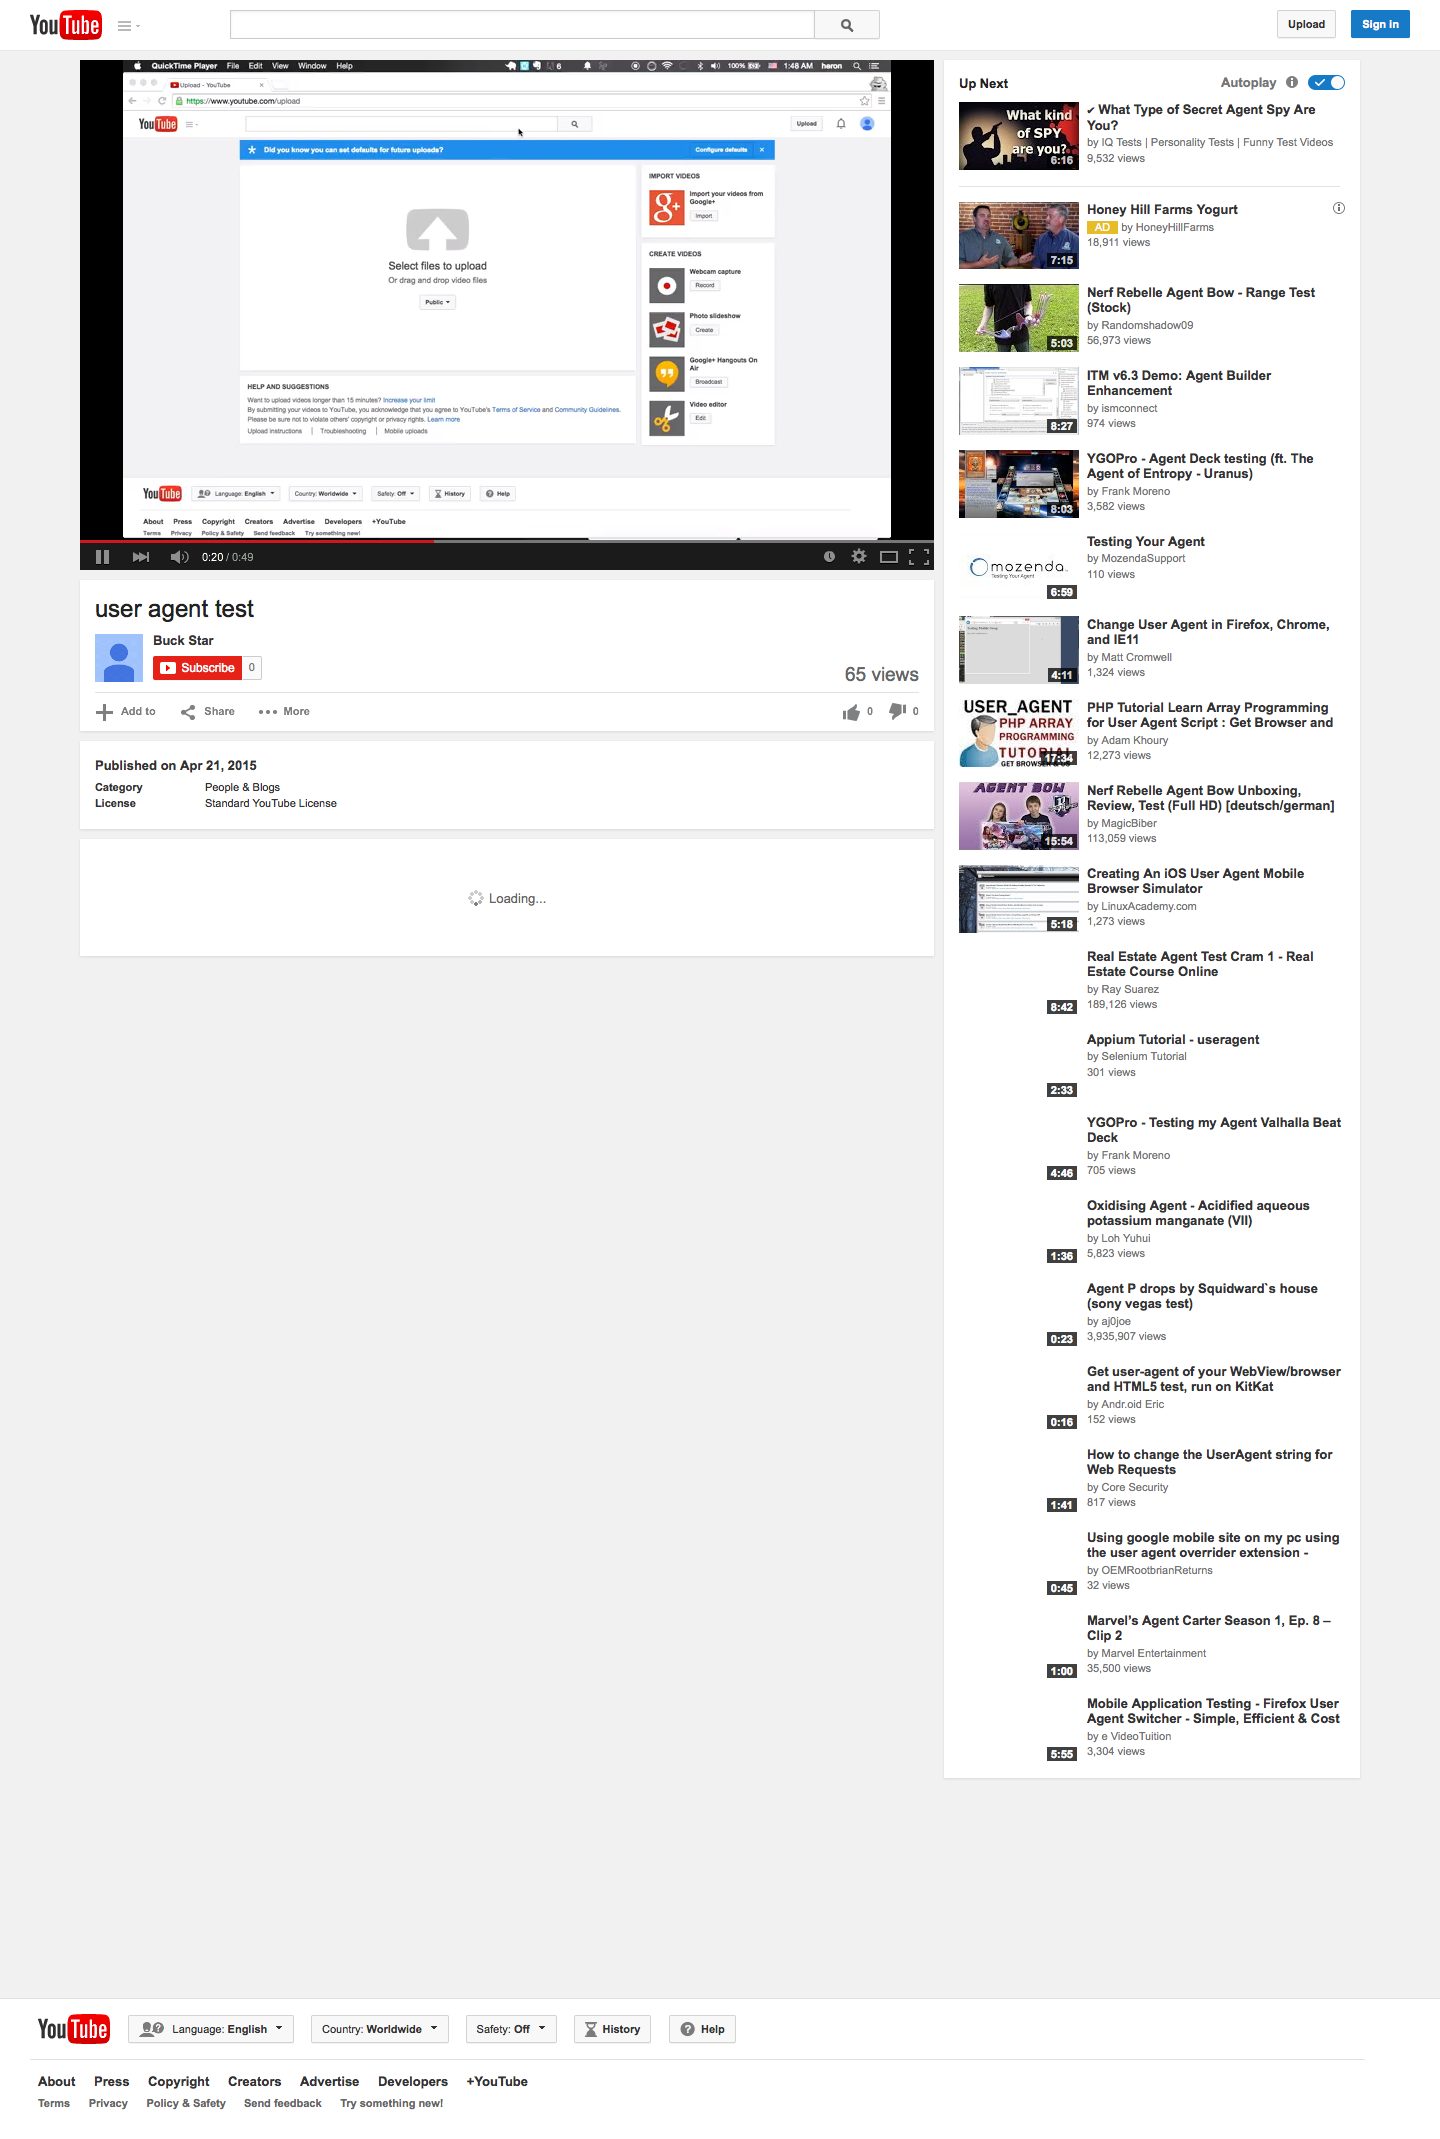 YouTube
Upload
Sign in
QuickTime Player File Edit View Window Help
6
100%
1:48 AM heron
Upload - YouTube
https://www.youtube.com/upload
YouTube
Upload
Did you know you can set defaults for future uploads?
Configure defaults
Select files to upload
Or drag and drop video files
Public
IMPORT VIDEOS
Import your videos from
Google+
Import
CREATE VIDEOS
Webcam capture
Record
Photo slideshow
Create
Google+ Hangouts On
Air
Broadcast
Video editor
Edit
HELP AND SUGGESTIONS
Want to upload videos longer than 15 minutes? Increase your limit
By submitting your videos to YouTube, you acknowledge that you agree to YouTube's Terms of Service and Community Guidelines.
Please be sure not to violate others' copyright or privacy rights. Learn more
Upload instructions | Troubleshooting | Mobile uploads
YouTube
Language: English
Country: Worldwide
Safety: Off
History
Help
About Press Copyright Creators Advertise Developers +YouTube
Terms Privacy Policy & Safety Send feedback Try something new!
0:20 / 0:49
user agent test
Buck Star
Subscribe 0
65 views
Add to
Share
More
0
0
Published on Apr 21, 2015
Category People & Blogs
License Standard YouTube License
Loading...
Up Next
Autoplay
What kind
of SPY
are you?
6:16
✔ What Type of Secret Agent Spy Are
You?
by IQ Tests | Personality Tests | Funny Test Videos
9,532 views
7:15
Honey Hill Farms Yogurt
AD by HoneyHillFarms
18,911 views
5:03
Nerf Rebelle Agent Bow - Range Test
(Stock)
by Randomshadow09
56,973 views
8:27
ITM v6.3 Demo: Agent Builder
Enhancement
by ismconnect
974 views
8:03
YGOPro - Agent Deck testing (ft. The
Agent of Entropy - Uranus)
by Frank Moreno
3,582 views
mozenda
Testing Your Agent
6:59
Testing Your Agent
by MozendaSupport
110 views
4:11
Change User Agent in Firefox, Chrome,
and IE11
by Matt Cromwell
1,324 views
USER_AGENT
PHP ARRAY
PROGRAMMING
TUTORIAL
GET BROWSER & OS
17:34
PHP Tutorial Learn Array Programming
for User Agent Script : Get Browser and
by Adam Khoury
12,273 views
AGENT BOW
15:54
Nerf Rebelle Agent Bow Unboxing,
Review, Test (Full HD) [deutsch/german]
by MagicBiber
113,059 views
5:18
Creating An iOS User Agent Mobile
Browser Simulator
by LinuxAcademy.com
1,273 views
8:42
Real Estate Agent Test Cram 1 - Real
Estate Course Online
by Ray Suarez
189,126 views
2:33
Appium Tutorial - useragent
by Selenium Tutorial
301 views
4:46
YGOPro - Testing my Agent Valhalla Beat
Deck
by Frank Moreno
705 views
1:36
Oxidising Agent - Acidified aqueous
potassium manganate (VII)
by Loh Yuhui
5,823 views
0:23
Agent P drops by Squidward`s house
(sony vegas test)
by aj0joe
3,935,907 views
0:16
Get user-agent of your WebView/browser
and HTML5 test, run on KitKat
by Andr.oid Eric
152 views
1:41
How to change the UserAgent string for
Web Requests
by Core Security
817 views
0:45
Using google mobile site on my pc using
the user agent overrider extension -
by OEMRootbrianReturns
32 views
1:00
Marvel's Agent Carter Season 1, Ep. 8 –
Clip 2
by Marvel Entertainment
35,500 views
5:55
Mobile Application Testing - Firefox User
Agent Switcher - Simple, Efficient & Cost
by e VideoTuition
3,304 views
YouTube
Language: English
Country: Worldwide
Safety: Off
History
Help
About Press Copyright Creators Advertise Developers +YouTube
Terms Privacy Policy & Safety Send feedback Try something new!